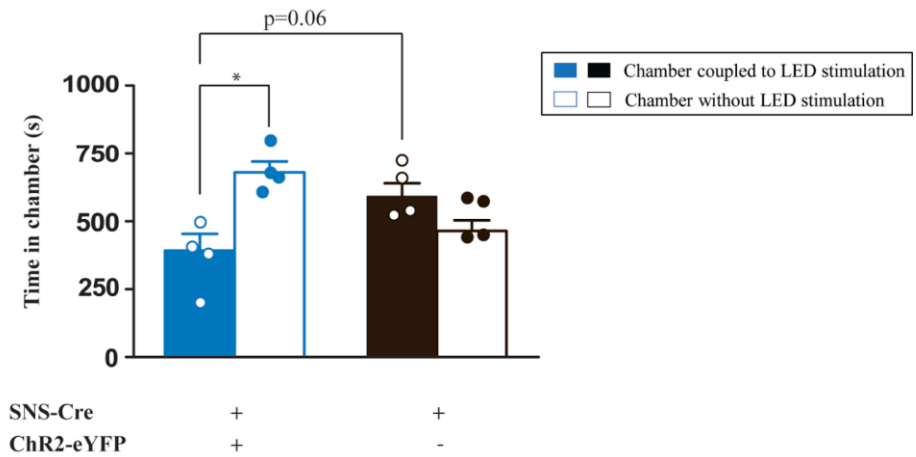 p=0.06
*
Chamber coupled to LED stimulation
Chamber without LED stimulation
Time in chamber (s)
1000
750
500
250
0
SNS-Cre + +
ChR2-eYFP + -